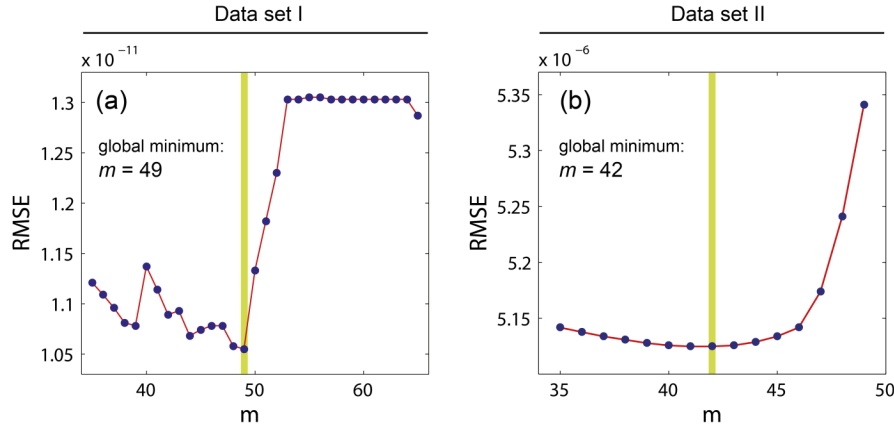 Data set I
x 10⁻¹¹
(a)
global minimum:
m = 49
RMSE
1.3
1.25
1.2
1.15
1.1
1.05
40
50
60
m
Data set II
x 10⁻⁶
(b)
global minimum:
m = 42
RMSE
5.35
5.3
5.25
5.2
5.15
5.1
35
40
45
50
m